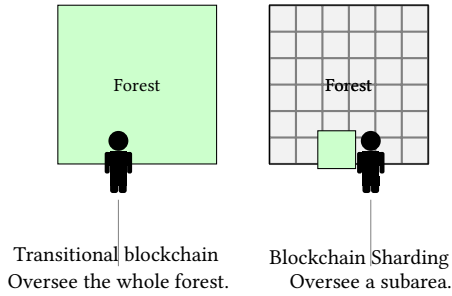 Forest
Forest
Transitional blockchain
Oversee the whole forest.
Blockchain Sharding
Oversee a subarea.